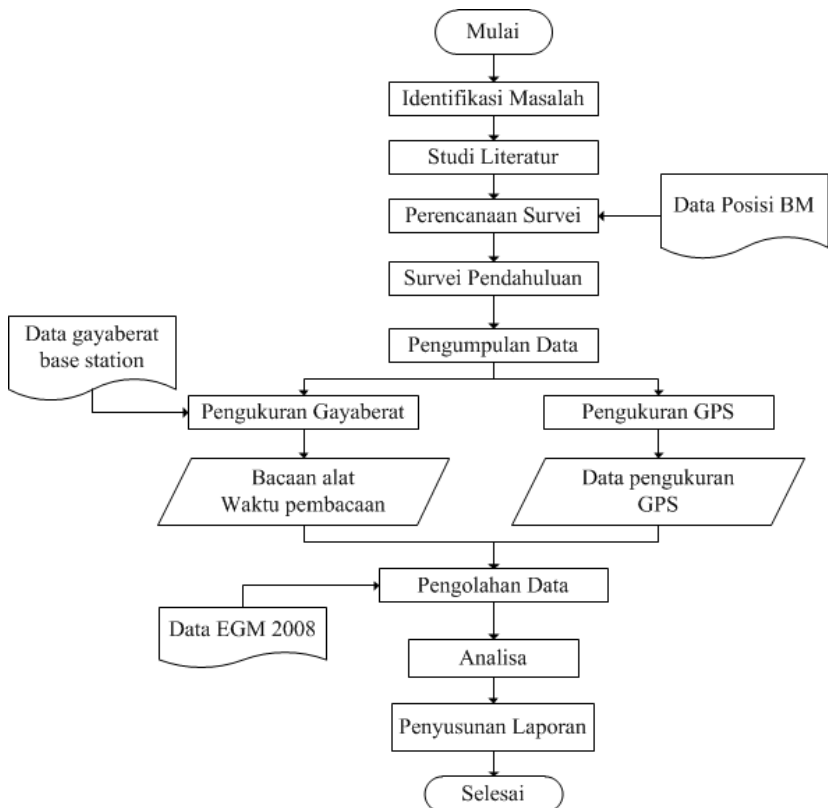 Mulai
Identifikasi Masalah
Studi Literatur
Perencanaan Survei
Data Posisi BM
Survei Pendahuluan
Data gayaberat
base station
Pengumpulan Data
Pengukuran Gayaberat
Pengukuran GPS
Bacaan alat
Waktu pembacaan
Data pengukuran
GPS
Pengolahan Data
Data EGM 2008
Analisa
Penyusunan Laporan
Selesai